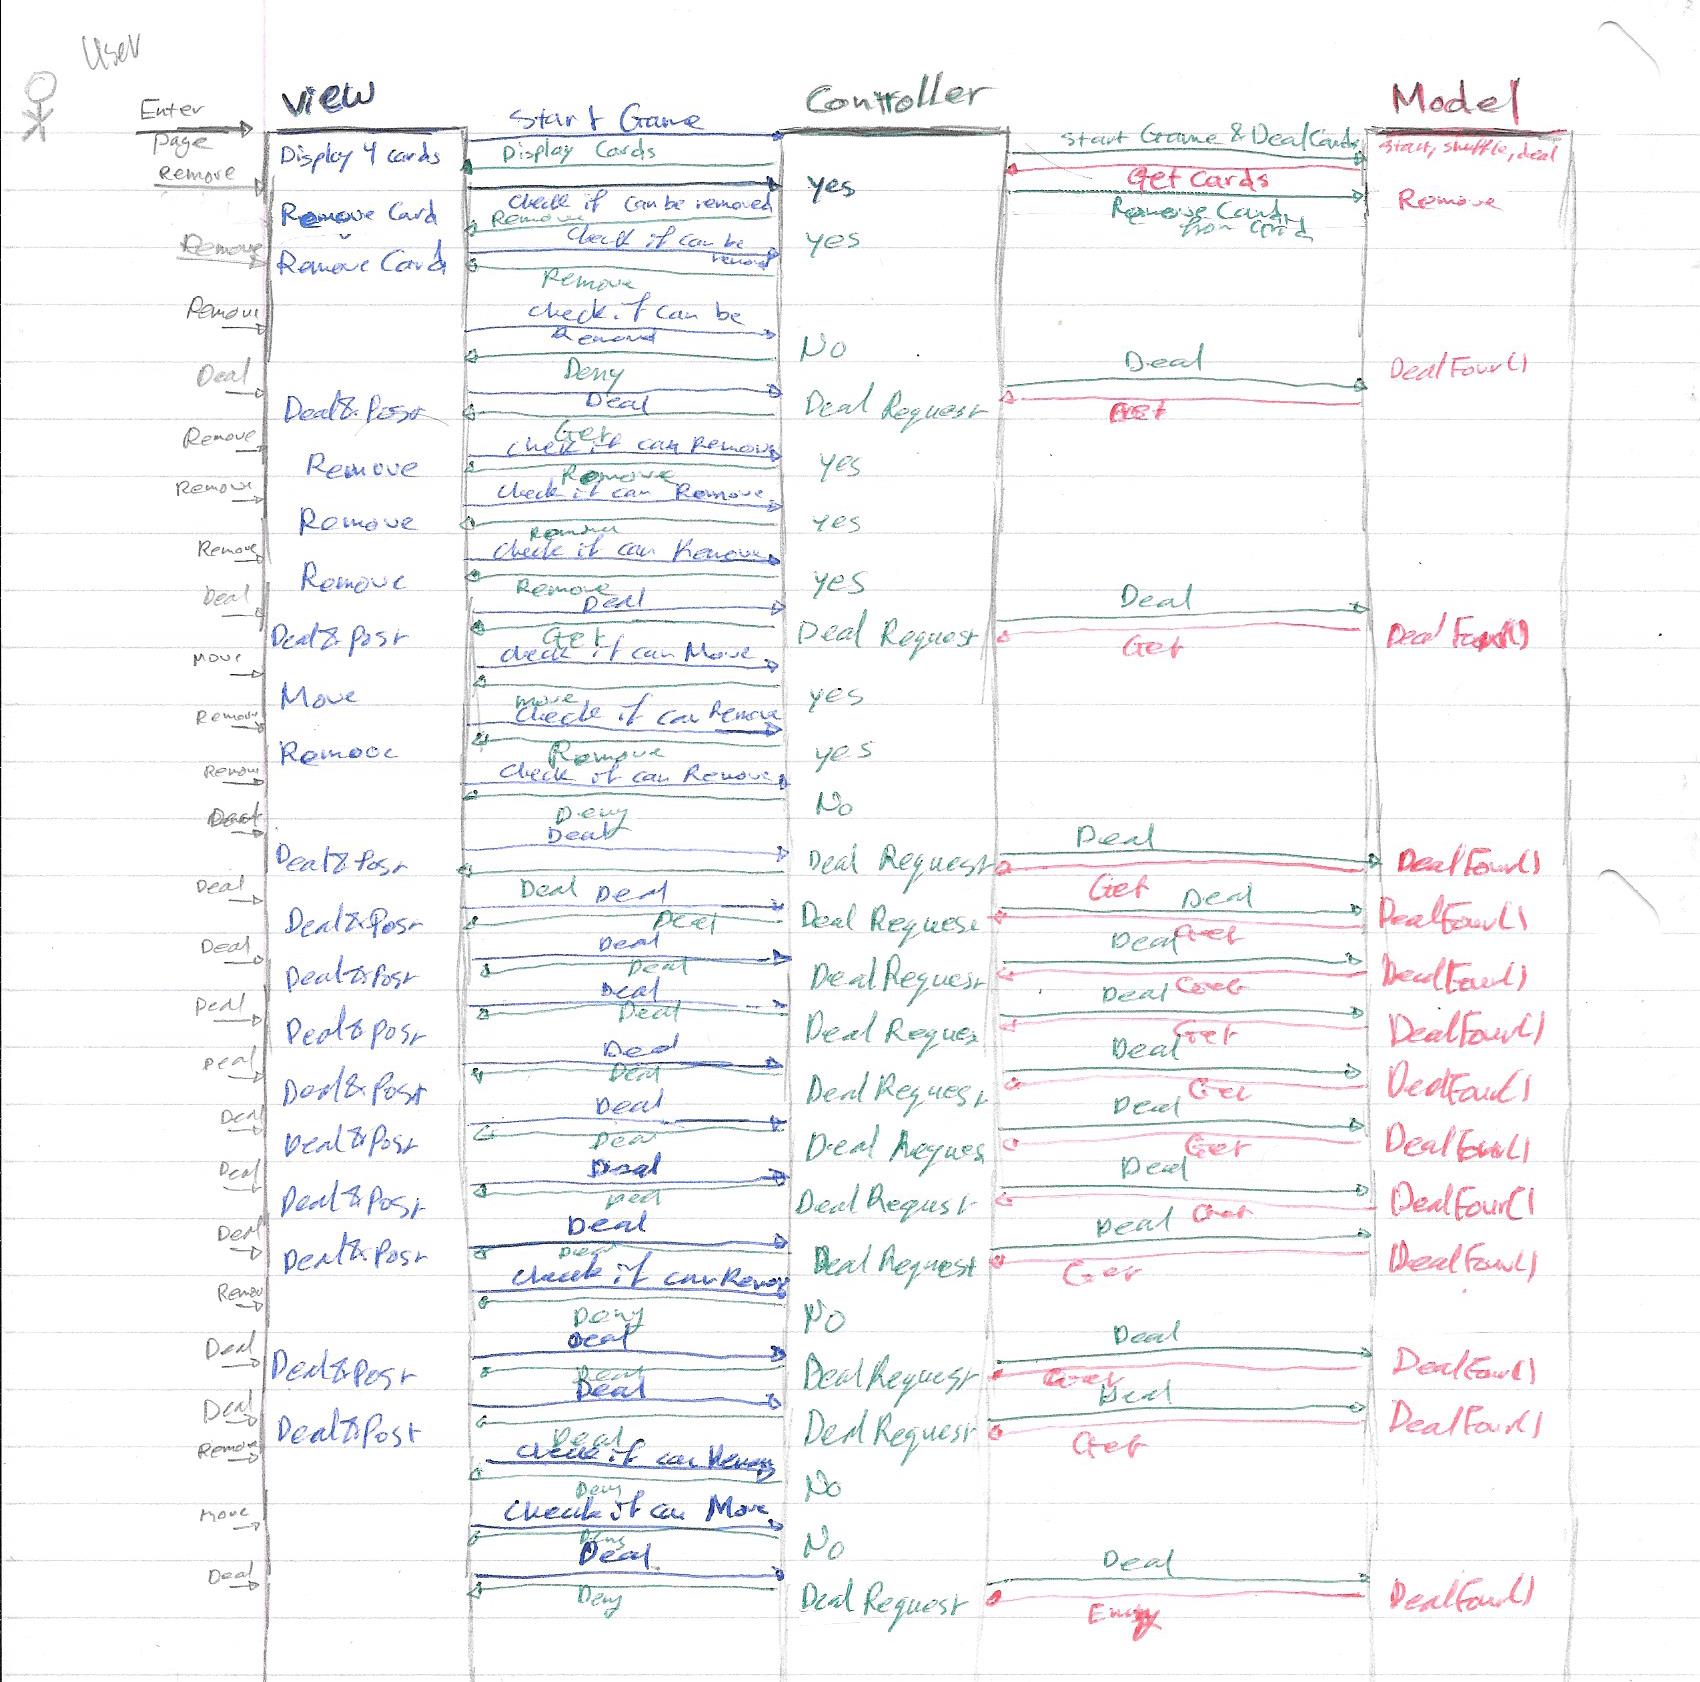 User
View
Controller
Model
Enter
page
Start Game
Start Game & Deal Cards
start, shuffle, deal
Display 4 cards
Display Cards
Get Cards
Remove
check if can be removed
yes
Remove Card
from Grid
Remove
Remove Card
Remove
Remove
check if can be
remove
yes
Remove Card
Remove
Remove
check if can be
Removed
No
Deny
Deal
Deal
Deal
DealFour()
Deal & Post
Get
Deal Request
Get
Remove
check if can Remove
yes
Remove
Remove
Remove
check if can Remove
yes
Remove
Remove
Remove
check if can Remove
yes
Remove
Remove
Deal
Deal
Deal
Deal & Post
Get
Deal Request
Get
DealFour()
Move
check if can Move
Move
move
yes
Remove
check if can Remove
Remove
yes
Remove
Remove
check if can Remove
No
Deny
Deal
Deal
Deal
Deal & Post
Deal Request
DealFour()
Deal
Get
Deal
Deal
Deal
Deal & Post
Deal
Deal Request
Get
DealFour()
Deal
Deal
Deal
Deal & Post
Deal
Deal Request
Get
DealFour()
Deal
Deal
Deal
Deal & Post
Deal
Deal Reques
Get
DealFour()
Deal
Deal
Deal
Deal & Post
Deal
Deal Request
Get
DealFour()
Deal
Deal
Deal
Deal & Post
Deal
Deal Reques
Get
DealFour()
Deal
Deal
Deal
Deal & Post
Deal
Deal Request
Get
DealFour()
Deal
Deal
Deal
Deal & Post
Deal
Deal Request
Get
DealFour()
Remov
check if can Remov
No
Deny
Deal
Deal
Deal
Deal & Post
Deal
Deal Request
Get
DealFour()
Deal
Deal
Deal
Deal & Post
Deal
Deal Request
Get
DealFour()
Remove
check if can Remov
No
Deny
Move
check if can Move
No
Deny
Deal
Deal
Deal
Deny
Deal Request
DealFour()